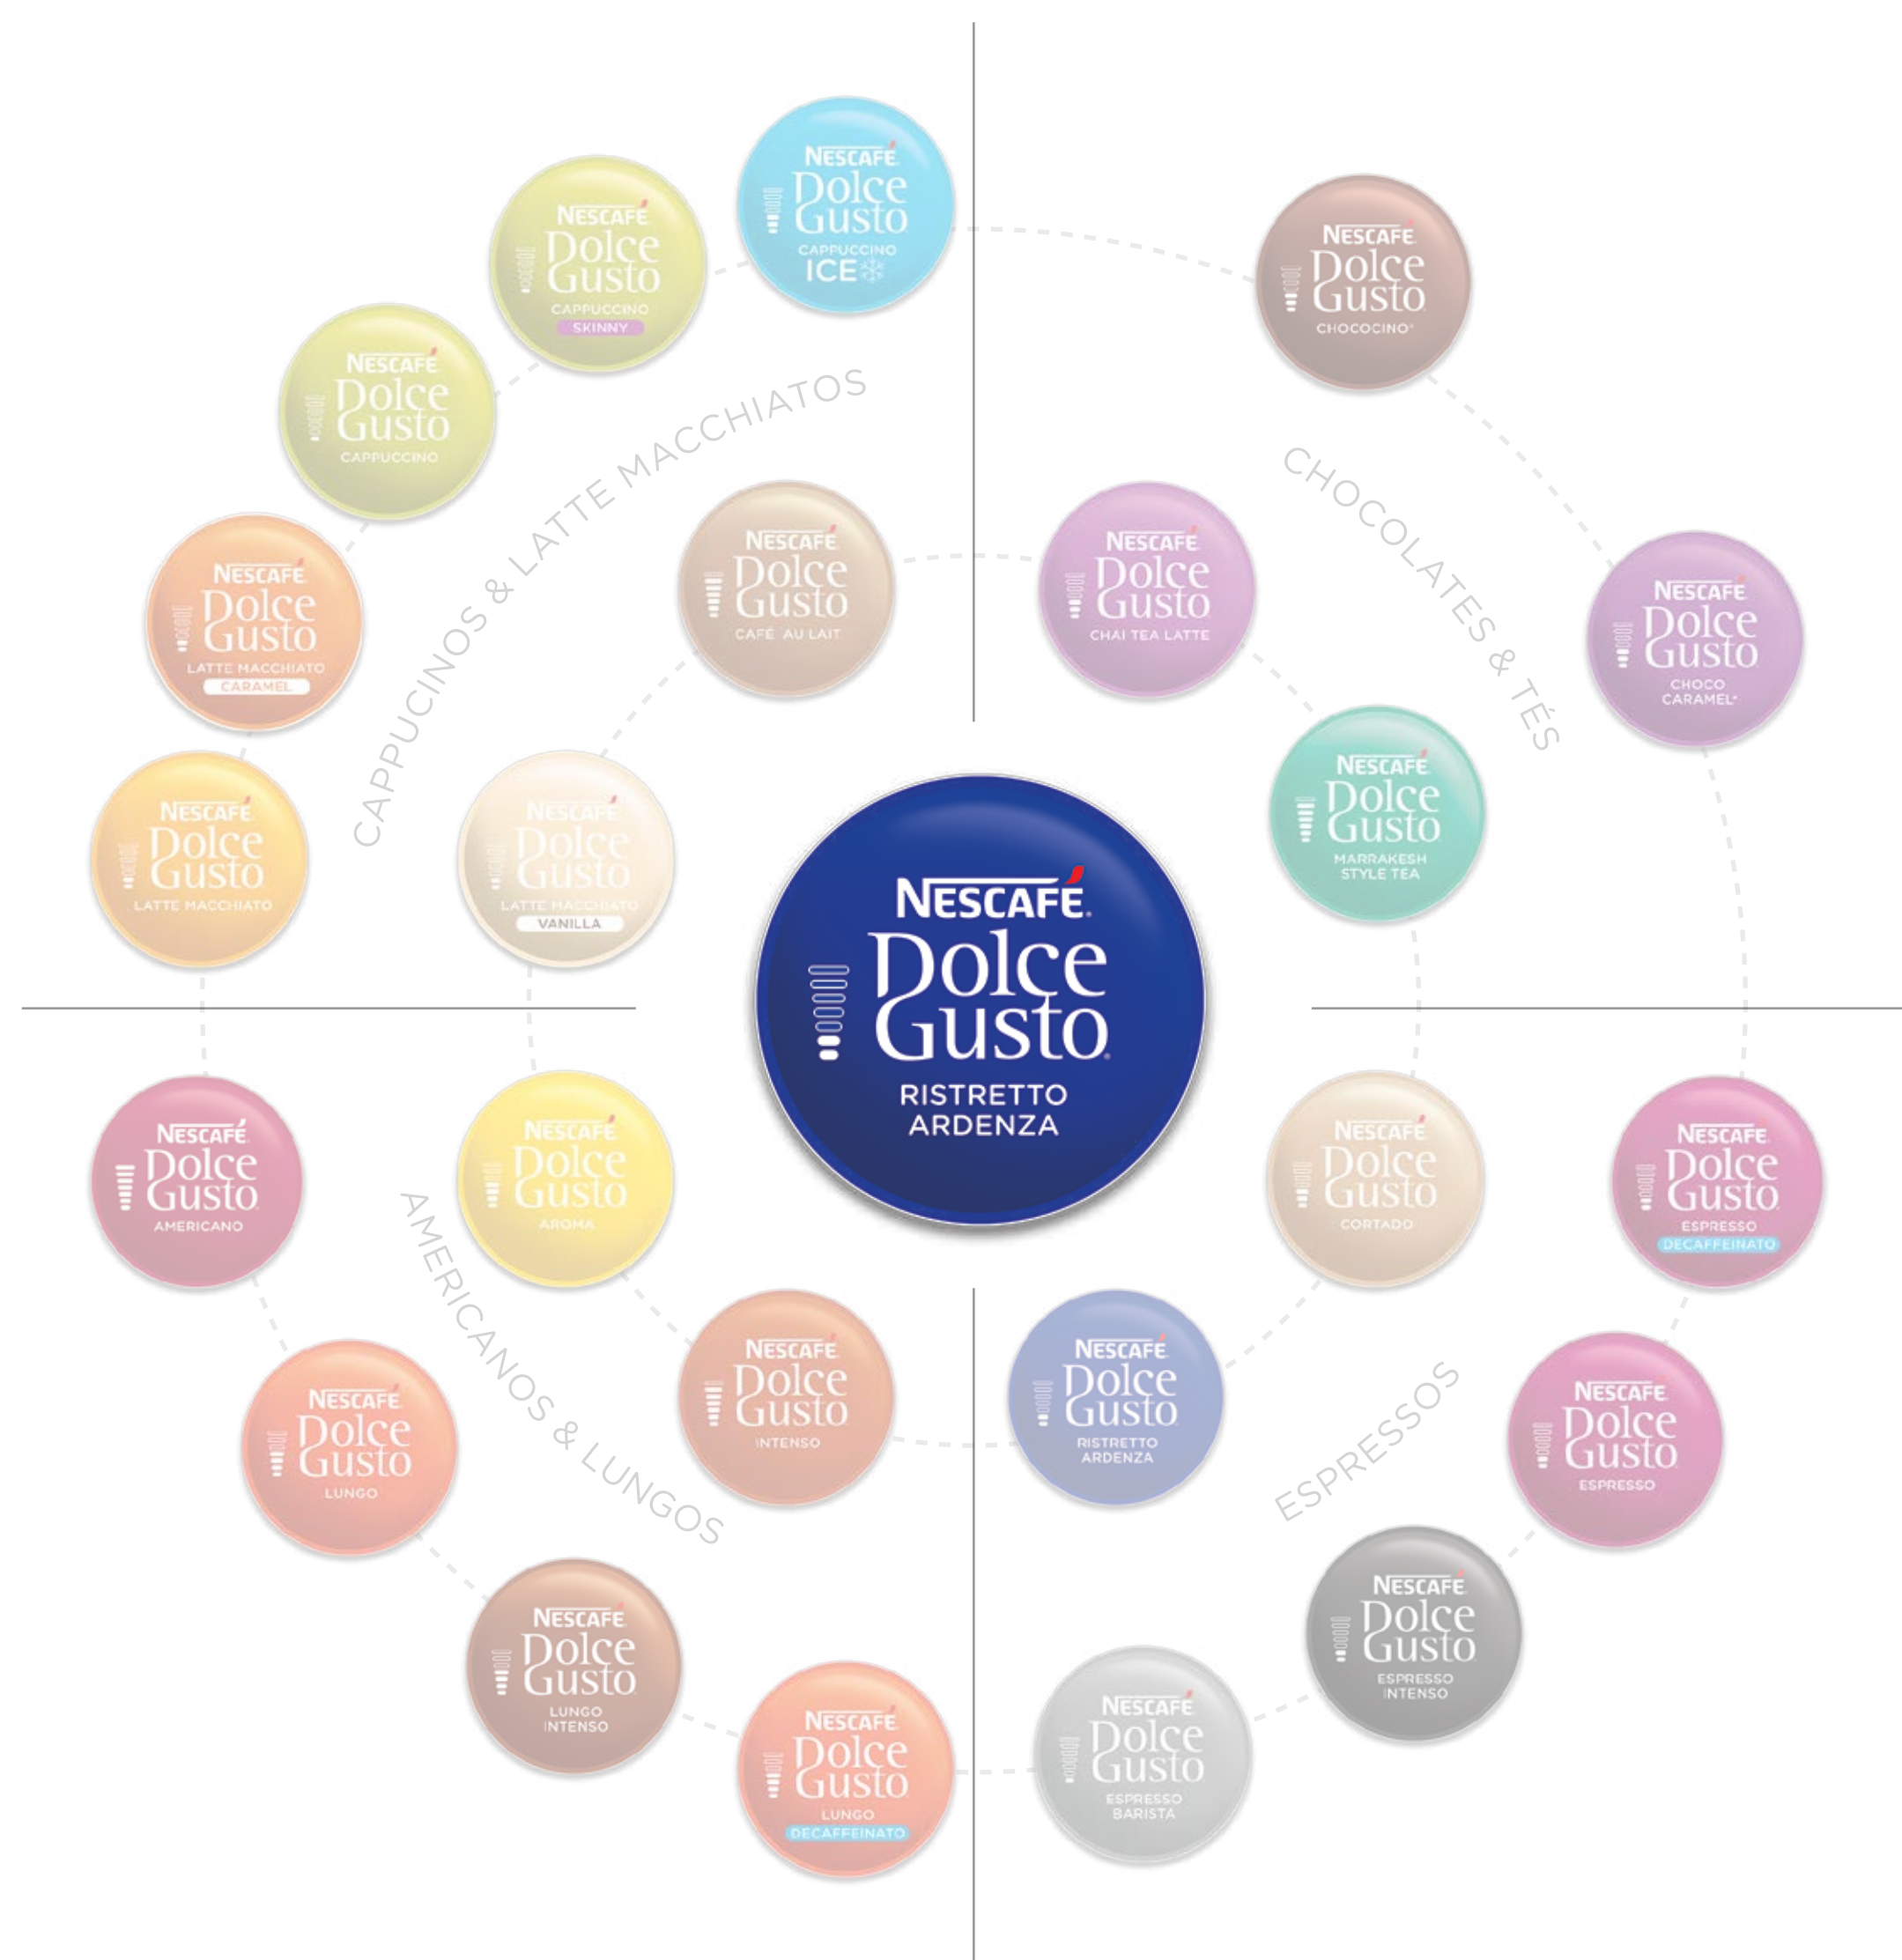 NESCAFÉ
Dolce
Gusto
CAPPUCCINO
ICE
NESCAFÉ
Dolce
Gusto
CAPPUCCINO
SKINNY
NESCAFÉ
Dolce
Gusto
CAPPUCCINO
NESCAFÉ
Dolce
Gusto
LATTE MACCHIATO
CARAMEL
NESCAFÉ
Dolce
Gusto
LATTE MACCHIATO
CAPPUCINOS & LATTE MACCHIATOS
NESCAFÉ
Dolce
Gusto
CAFÉ AU LAIT
NESCAFÉ
Dolce
Gusto
LATTE MACCHIATO
VANILLA
NESCAFÉ
Dolce
Gusto
CHOCOCINO*
NESCAFÉ
Dolce
Gusto
CHOCO
CARAMEL*
CHOCOLATES & TÉS
NESCAFÉ
Dolce
Gusto
CHAI TEA LATTE
NESCAFÉ
Dolce
Gusto
MARRAKESH
STYLE TEA
NESCAFÉ®
Dolce
Gusto®
RISTRETTO
ARDENZA
NESCAFÉ
Dolce
Gusto
AMERICANO
NESCAFÉ
Dolce
Gusto
AROMA
NESCAFÉ
Dolce
Gusto
INTENSO
AMERICANOS & LUNGOS
NESCAFÉ
Dolce
Gusto
LUNGO
NESCAFÉ
Dolce
Gusto
LUNGO
INTENSO
NESCAFÉ
Dolce
Gusto
LUNGO
DECAFFEINATO
NESCAFÉ
Dolce
Gusto
CORTADO
NESCAFÉ
Dolce
Gusto
ESPRESSO
DECAFFEINATO
NESCAFÉ
Dolce
Gusto
RISTRETTO
ARDENZA
ESPRESSOS
NESCAFÉ
Dolce
Gusto
ESPRESSO
NESCAFÉ
Dolce
Gusto
ESPRESSO
INTENSO
NESCAFÉ
Dolce
Gusto
ESPRESSO
BARISTA